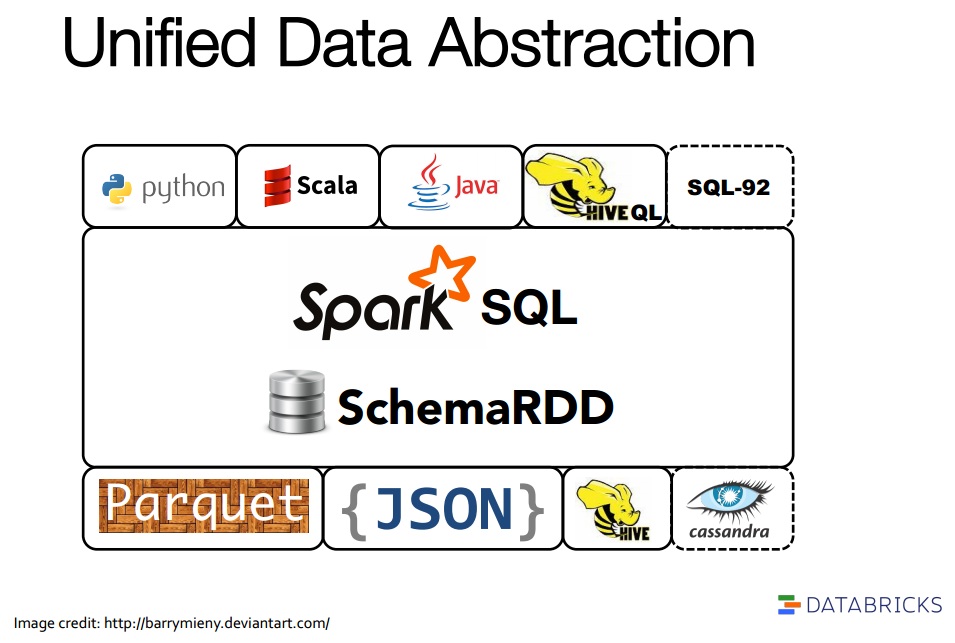 Unified Data Abstraction
python
Scala
Java
HIVE QL
SQL-92
Spark SQL
SchemaRDD
Parquet
{JSON}
HIVE
cassandra
DATABRICKS
Image credit: http://barrymieny.deviantart.com/